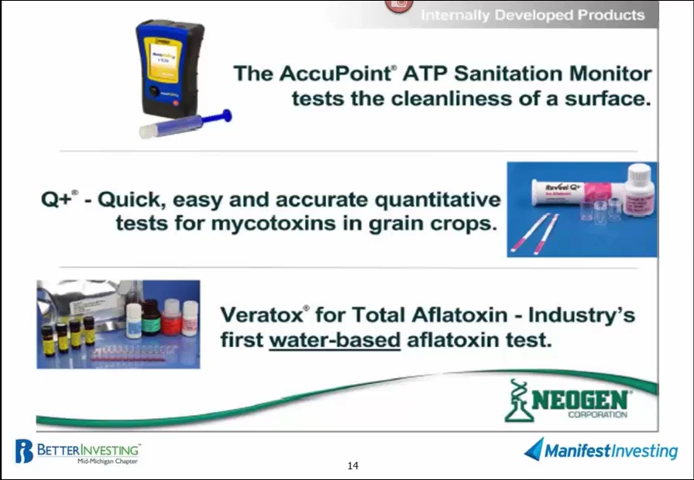 Internally Developed Products
The AccuPoint® ATP Sanitation Monitor
tests the cleanliness of a surface.
Q+® - Quick, easy and accurate quantitative
tests for mycotoxins in grain crops.
Reveal Q+
Veratox® for Total Aflatoxin - Industry's
first water-based aflatoxin test.
NEOGEN
CORPORATION
BETTERINVESTING™
Mid-Michigan Chapter
14
ManifestInvesting